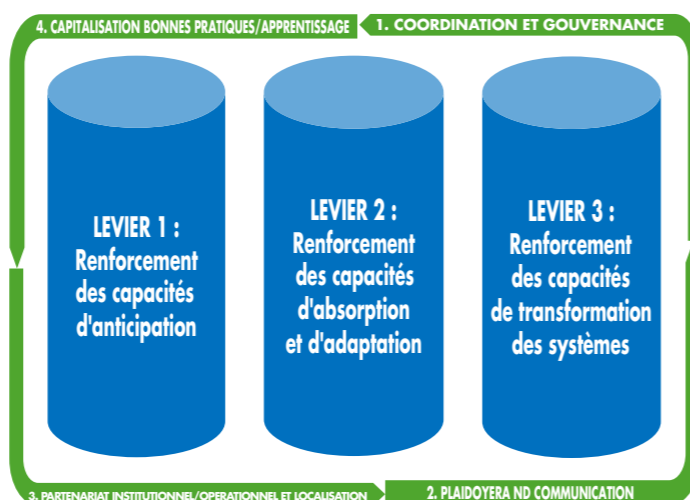 4. CAPITALISATION BONNES PRATIQUES/APPRENTISSAGE
1. COORDINATION ET GOUVERNANCE
LEVIER 1 :
Renforcement
des capacités
d'anticipation
LEVIER 2 :
Renforcement
des capacités
d'absorption
et d'adaptation
LEVIER 3 :
Renforcement
des capacités
de transformation
des systèmes
3. PARTENARIAT INSTITUTIONNEL/OPERATIONNEL ET LOCALISATION
2. PLAIDOYERA ND COMMUNICATION